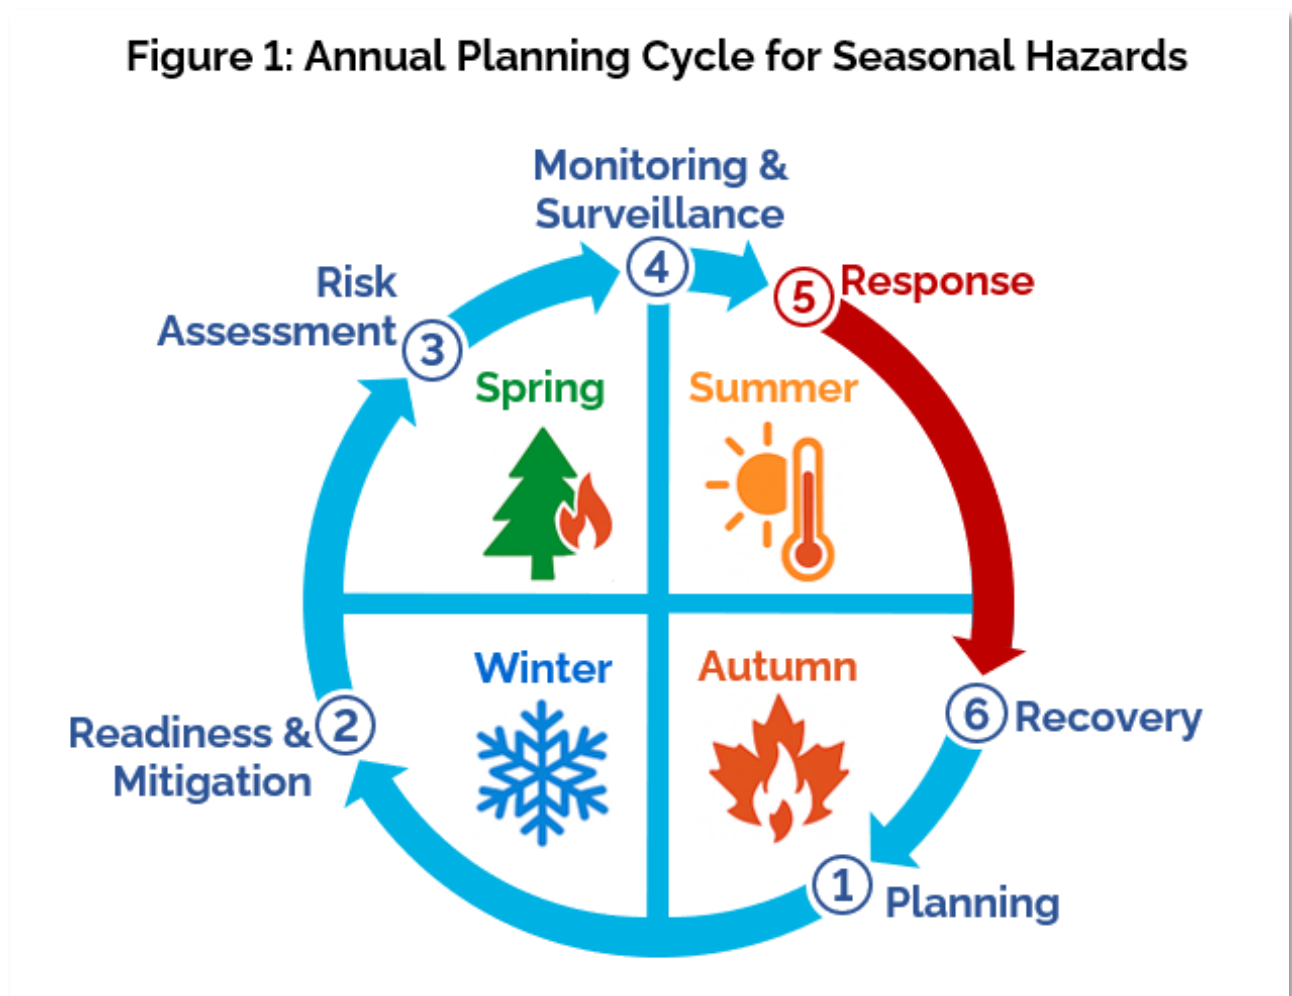 Figure 1: Annual Planning Cycle for Seasonal Hazards
Monitoring &
Surveillance
4
Risk
Assessment
3
5
Response
Spring
Summer
Winter
Autumn
Readiness &
Mitigation
2
6
Recovery
1
Planning